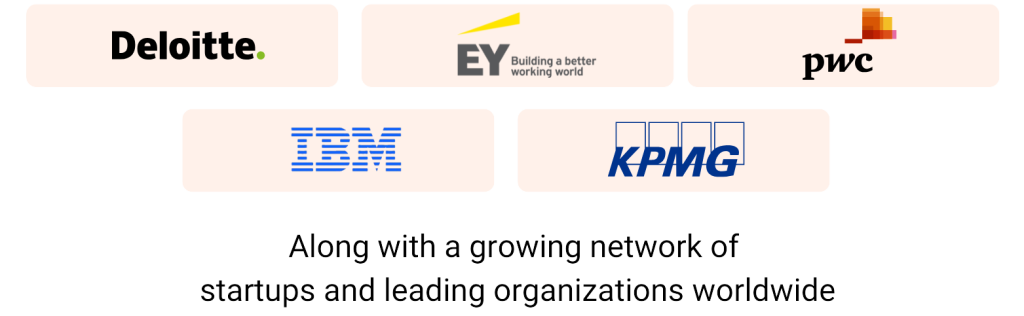 Deloitte.
EY Building a better
working world
pwc
IBM
KPMG
Along with a growing network of
startups and leading organizations worldwide